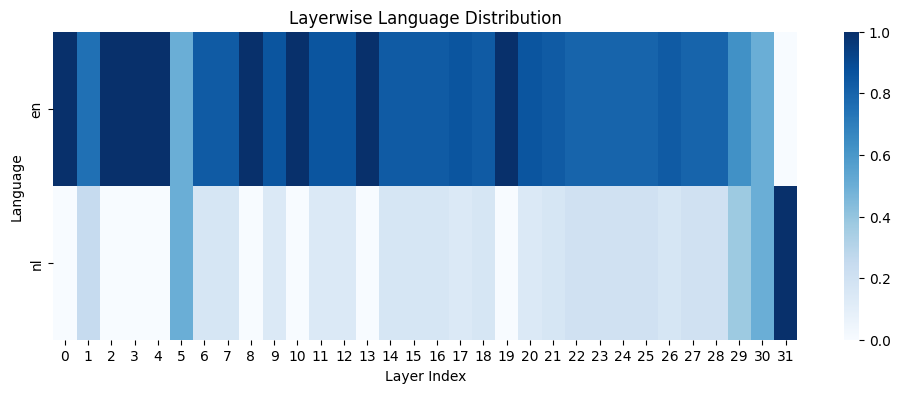 Layerwise Language Distribution
1.0
0.8
0.6
0.4
0.2
0.0
Language
en
nl
0 1 2 3 4 5 6 7 8 9 10 11 12 13 14 15 16 17 18 19 20 21 22 23 24 25 26 27 28 29 30 31
Layer Index